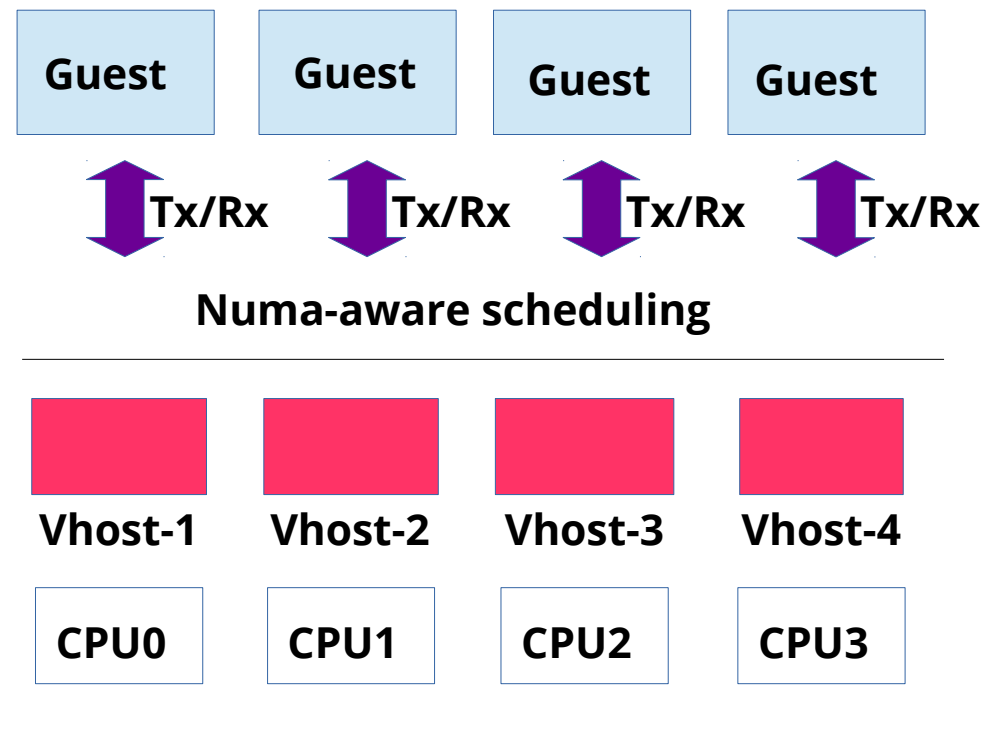 Guest Guest Guest Guest
Tx/Rx Tx/Rx Tx/Rx Tx/Rx
Numa-aware scheduling
Vhost-1 Vhost-2 Vhost-3 Vhost-4
CPU0 CPU1 CPU2 CPU3